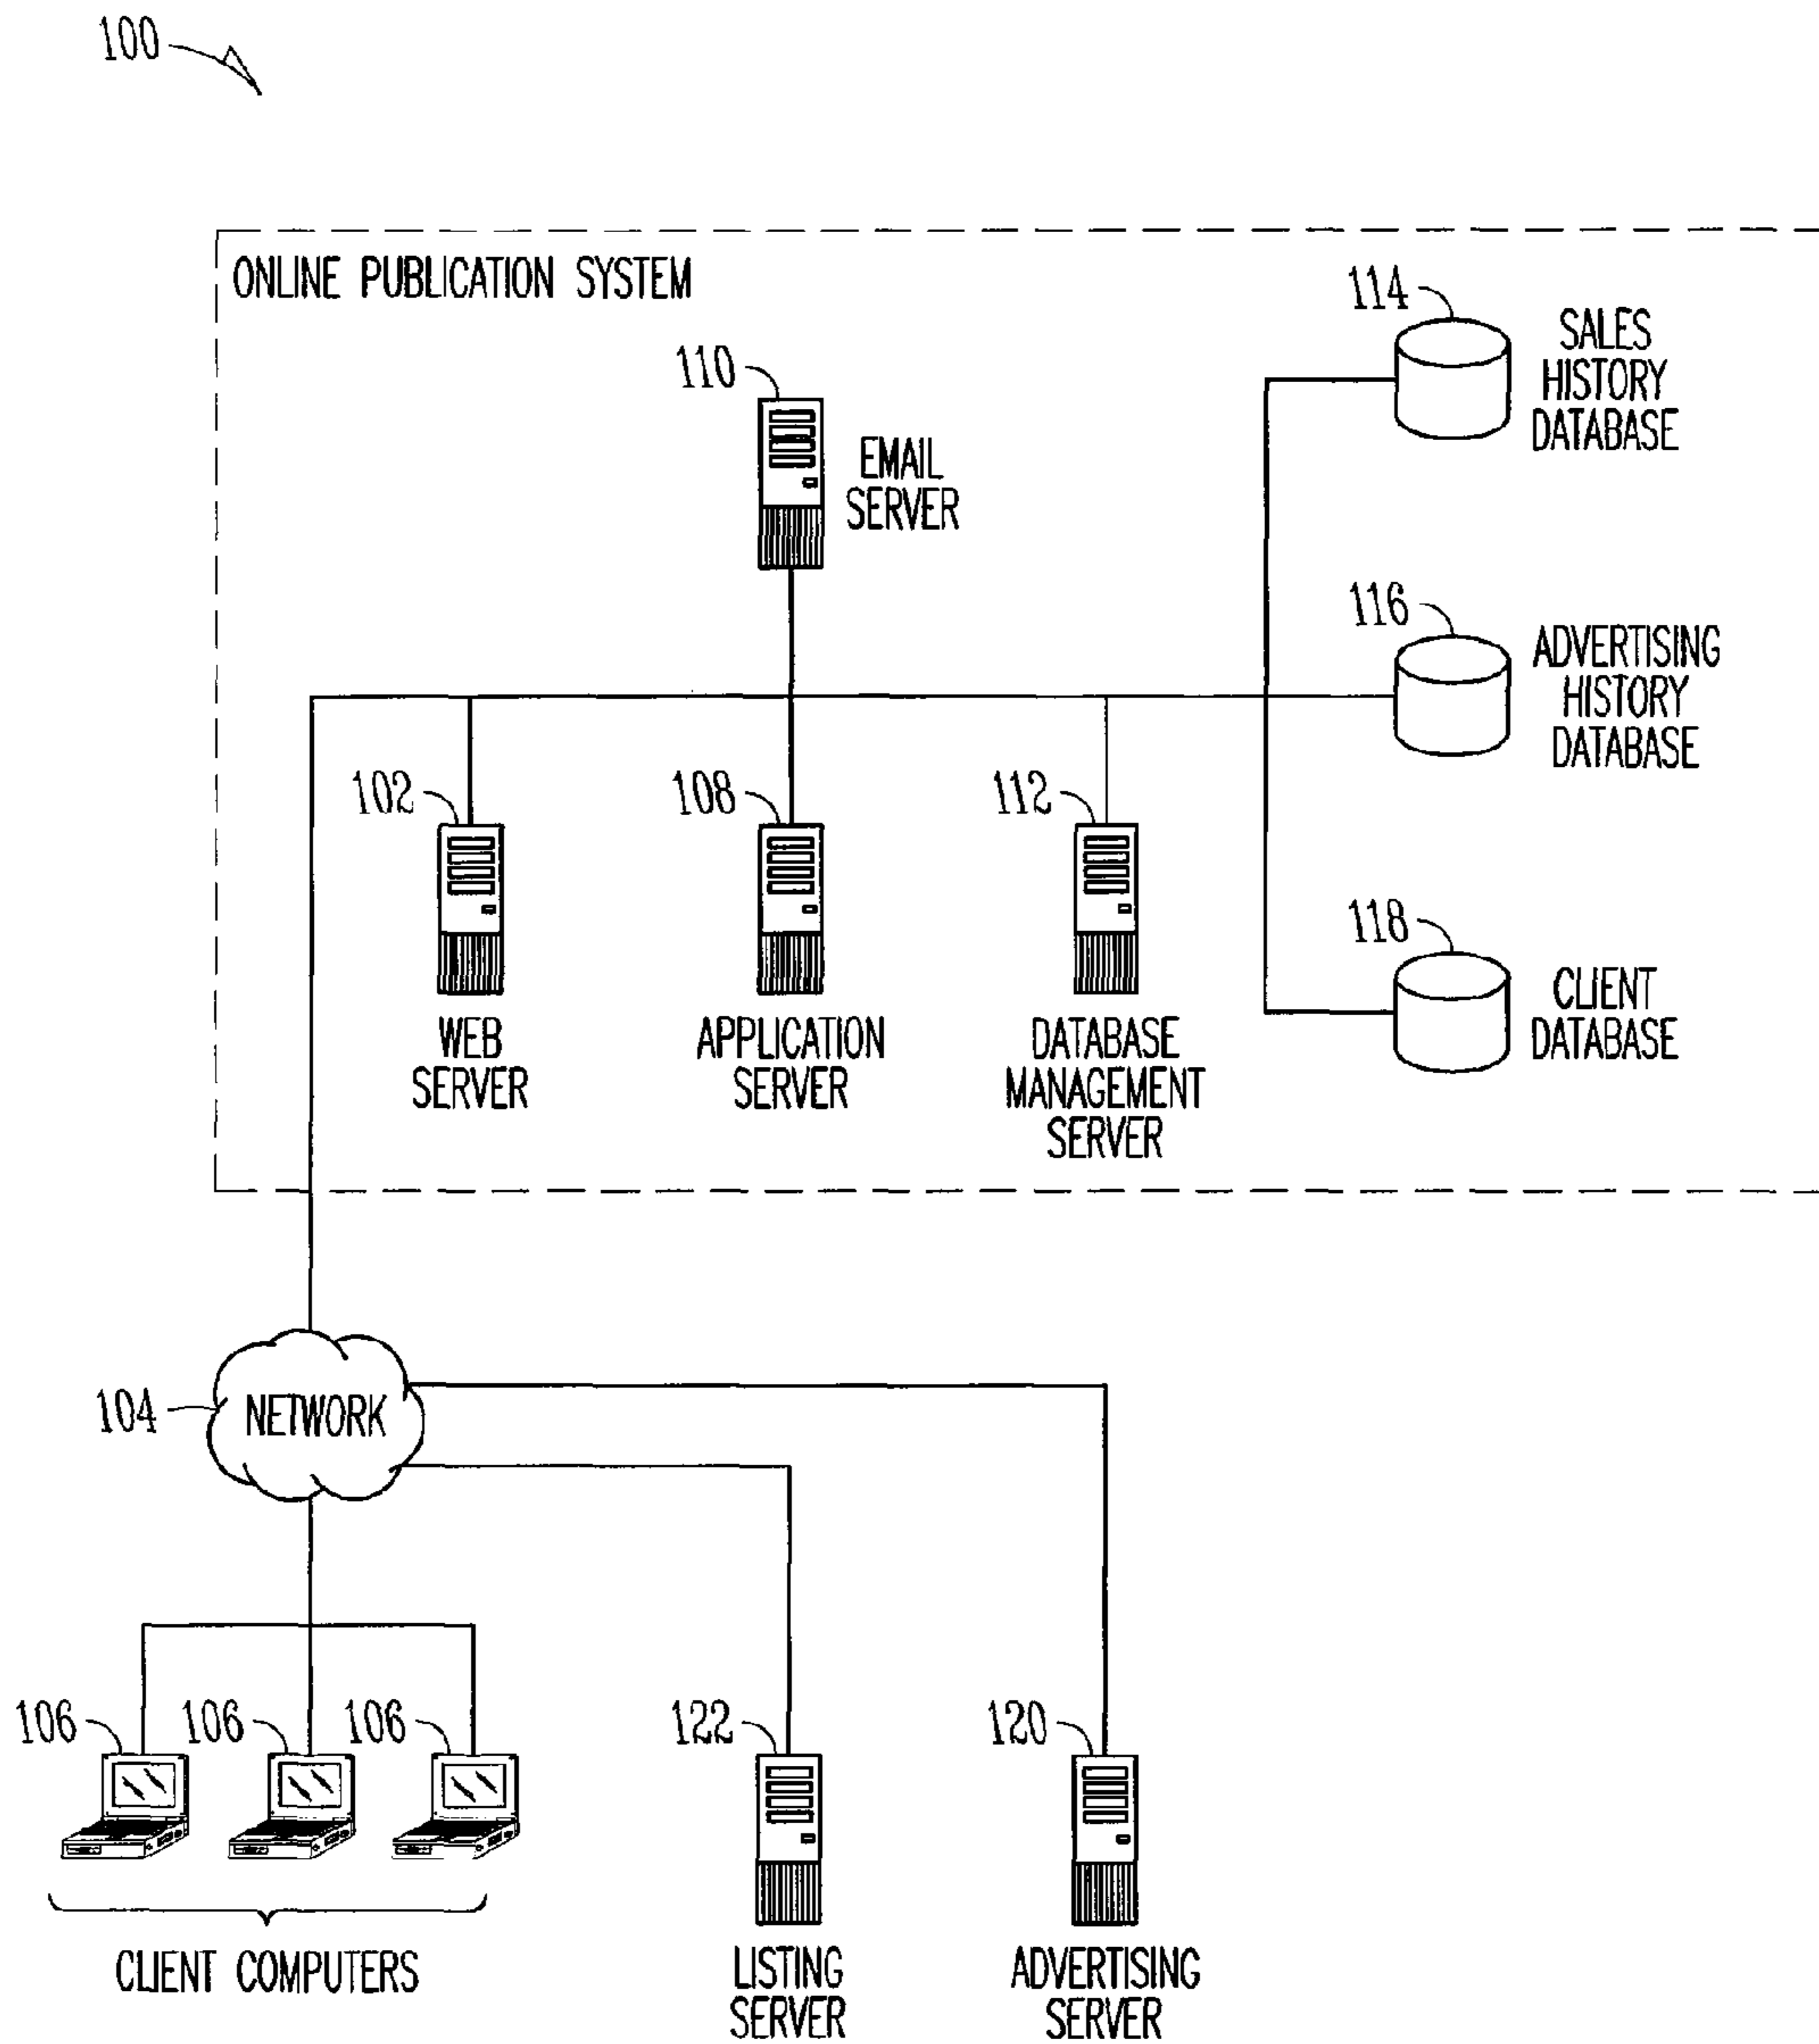 100
ONLINE PUBLICATION SYSTEM
114
SALES
HISTORY
DATABASE
110
EMAIL
SERVER
116
ADVERTISING
HISTORY
DATABASE
102
WEB
SERVER
108
APPLICATION
SERVER
112
DATABASE
MANAGEMENT
SERVER
118
CLIENT
DATABASE
104
NETWORK
106
106
106
CLIENT COMPUTERS
122
LISTING
SERVER
120
ADVERTISING
SERVER